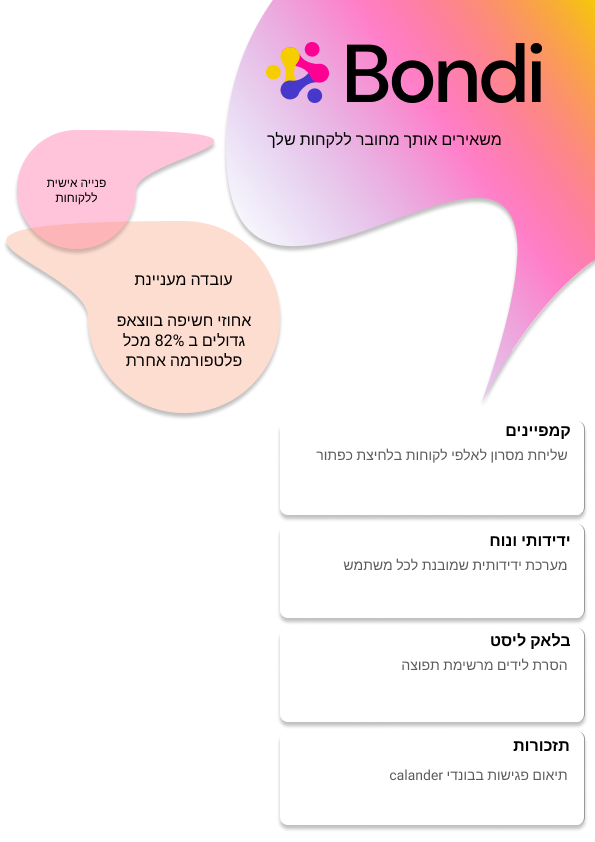 Bondi
משאירים אותך מחובר ללקחות שלך
פנייה אישית
ללקוחות
עובדה מעניינת
אחוזי חשיפה בווצאפ
גדולים ב 82% מכל
פלטפורמה אחרת
קמפיינים
שליחת מסרון לאלפי לקוחות בלחיצת כפתור
ידידותי ונוח
מערכת ידידותית שמובנת לכל משתמש
בלאק ליסט
הסרת לידים מרשימת תפוצה
תזכורות
תיאום פגישות בבונדי calander